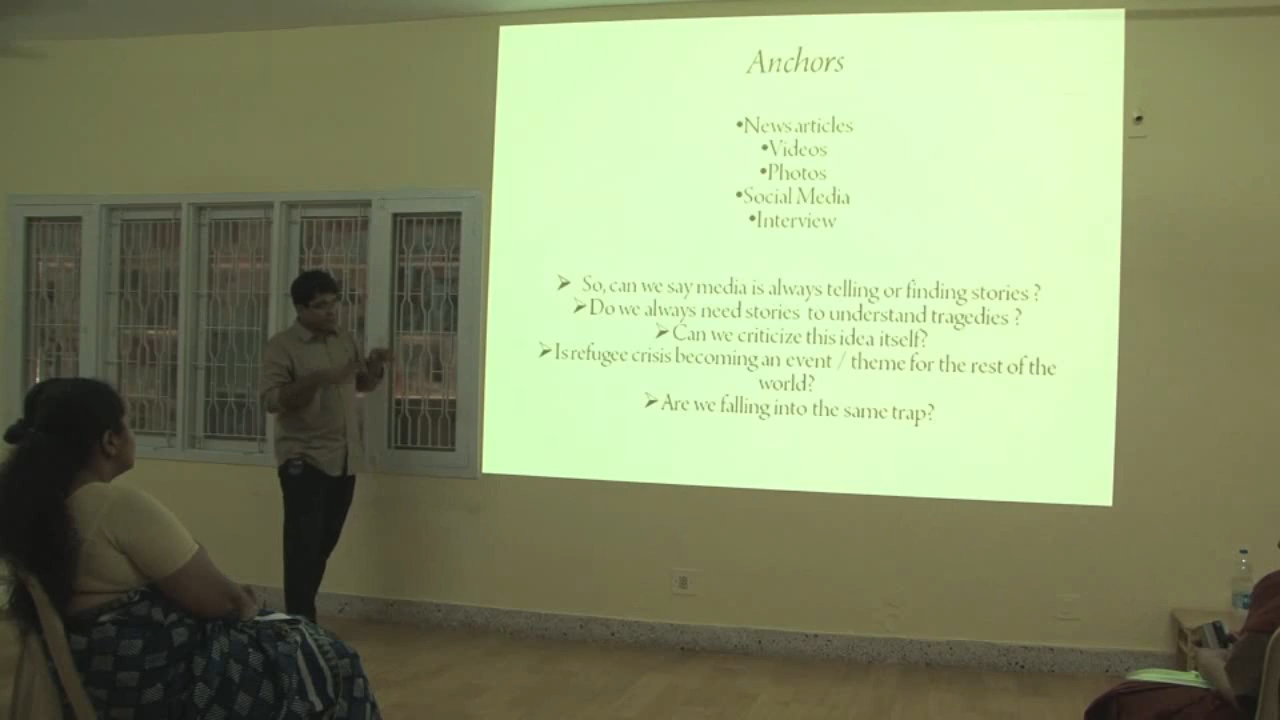 Anchors
•News articles
•Videos
•Photos
•Social Media
•Interview
➢ So, can we say media is always telling or finding stories ?
➢Do we always need stories to understand tragedies ?
➢Can we criticize this idea itself?
➢Is refugee crisis becoming an event / theme for the rest of the
world?
➢Are we falling into the same trap?